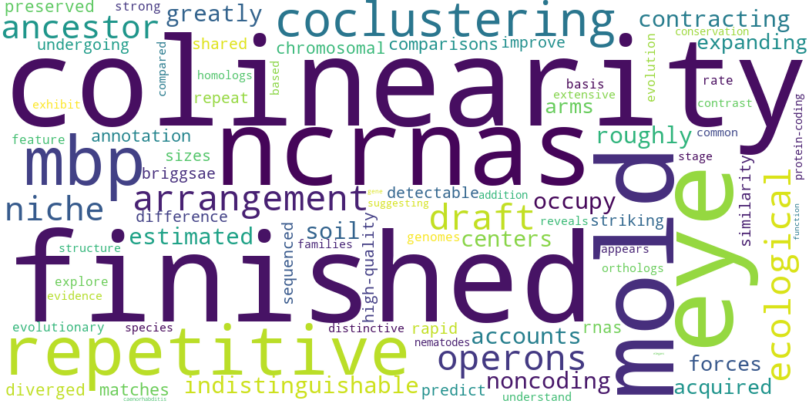 preserved strong
ancestor greatly coclustering contracting
undergoing compared shared chromosomal comparisons improve evolution conservation expanding
colinearity
homologs based basis rate
exhibit repeat extensive arms contrast protein-coding
feature annotation ncrnas roughly common
mbp sizes briggsae mold eye stage
niche arrangement detectable addition occupy similarity ecological
difference gene suggesting draft reveals striking function
estimated sequenced soil high-quality genomes centers
structure families appears
explore finished orthologs
evidence
evolutionary species distinctive rapid rnas
repetitive nematodes accounts
operons forces
diverged matches indistinguishable predict noncoding acquired
caenorhabditis understand